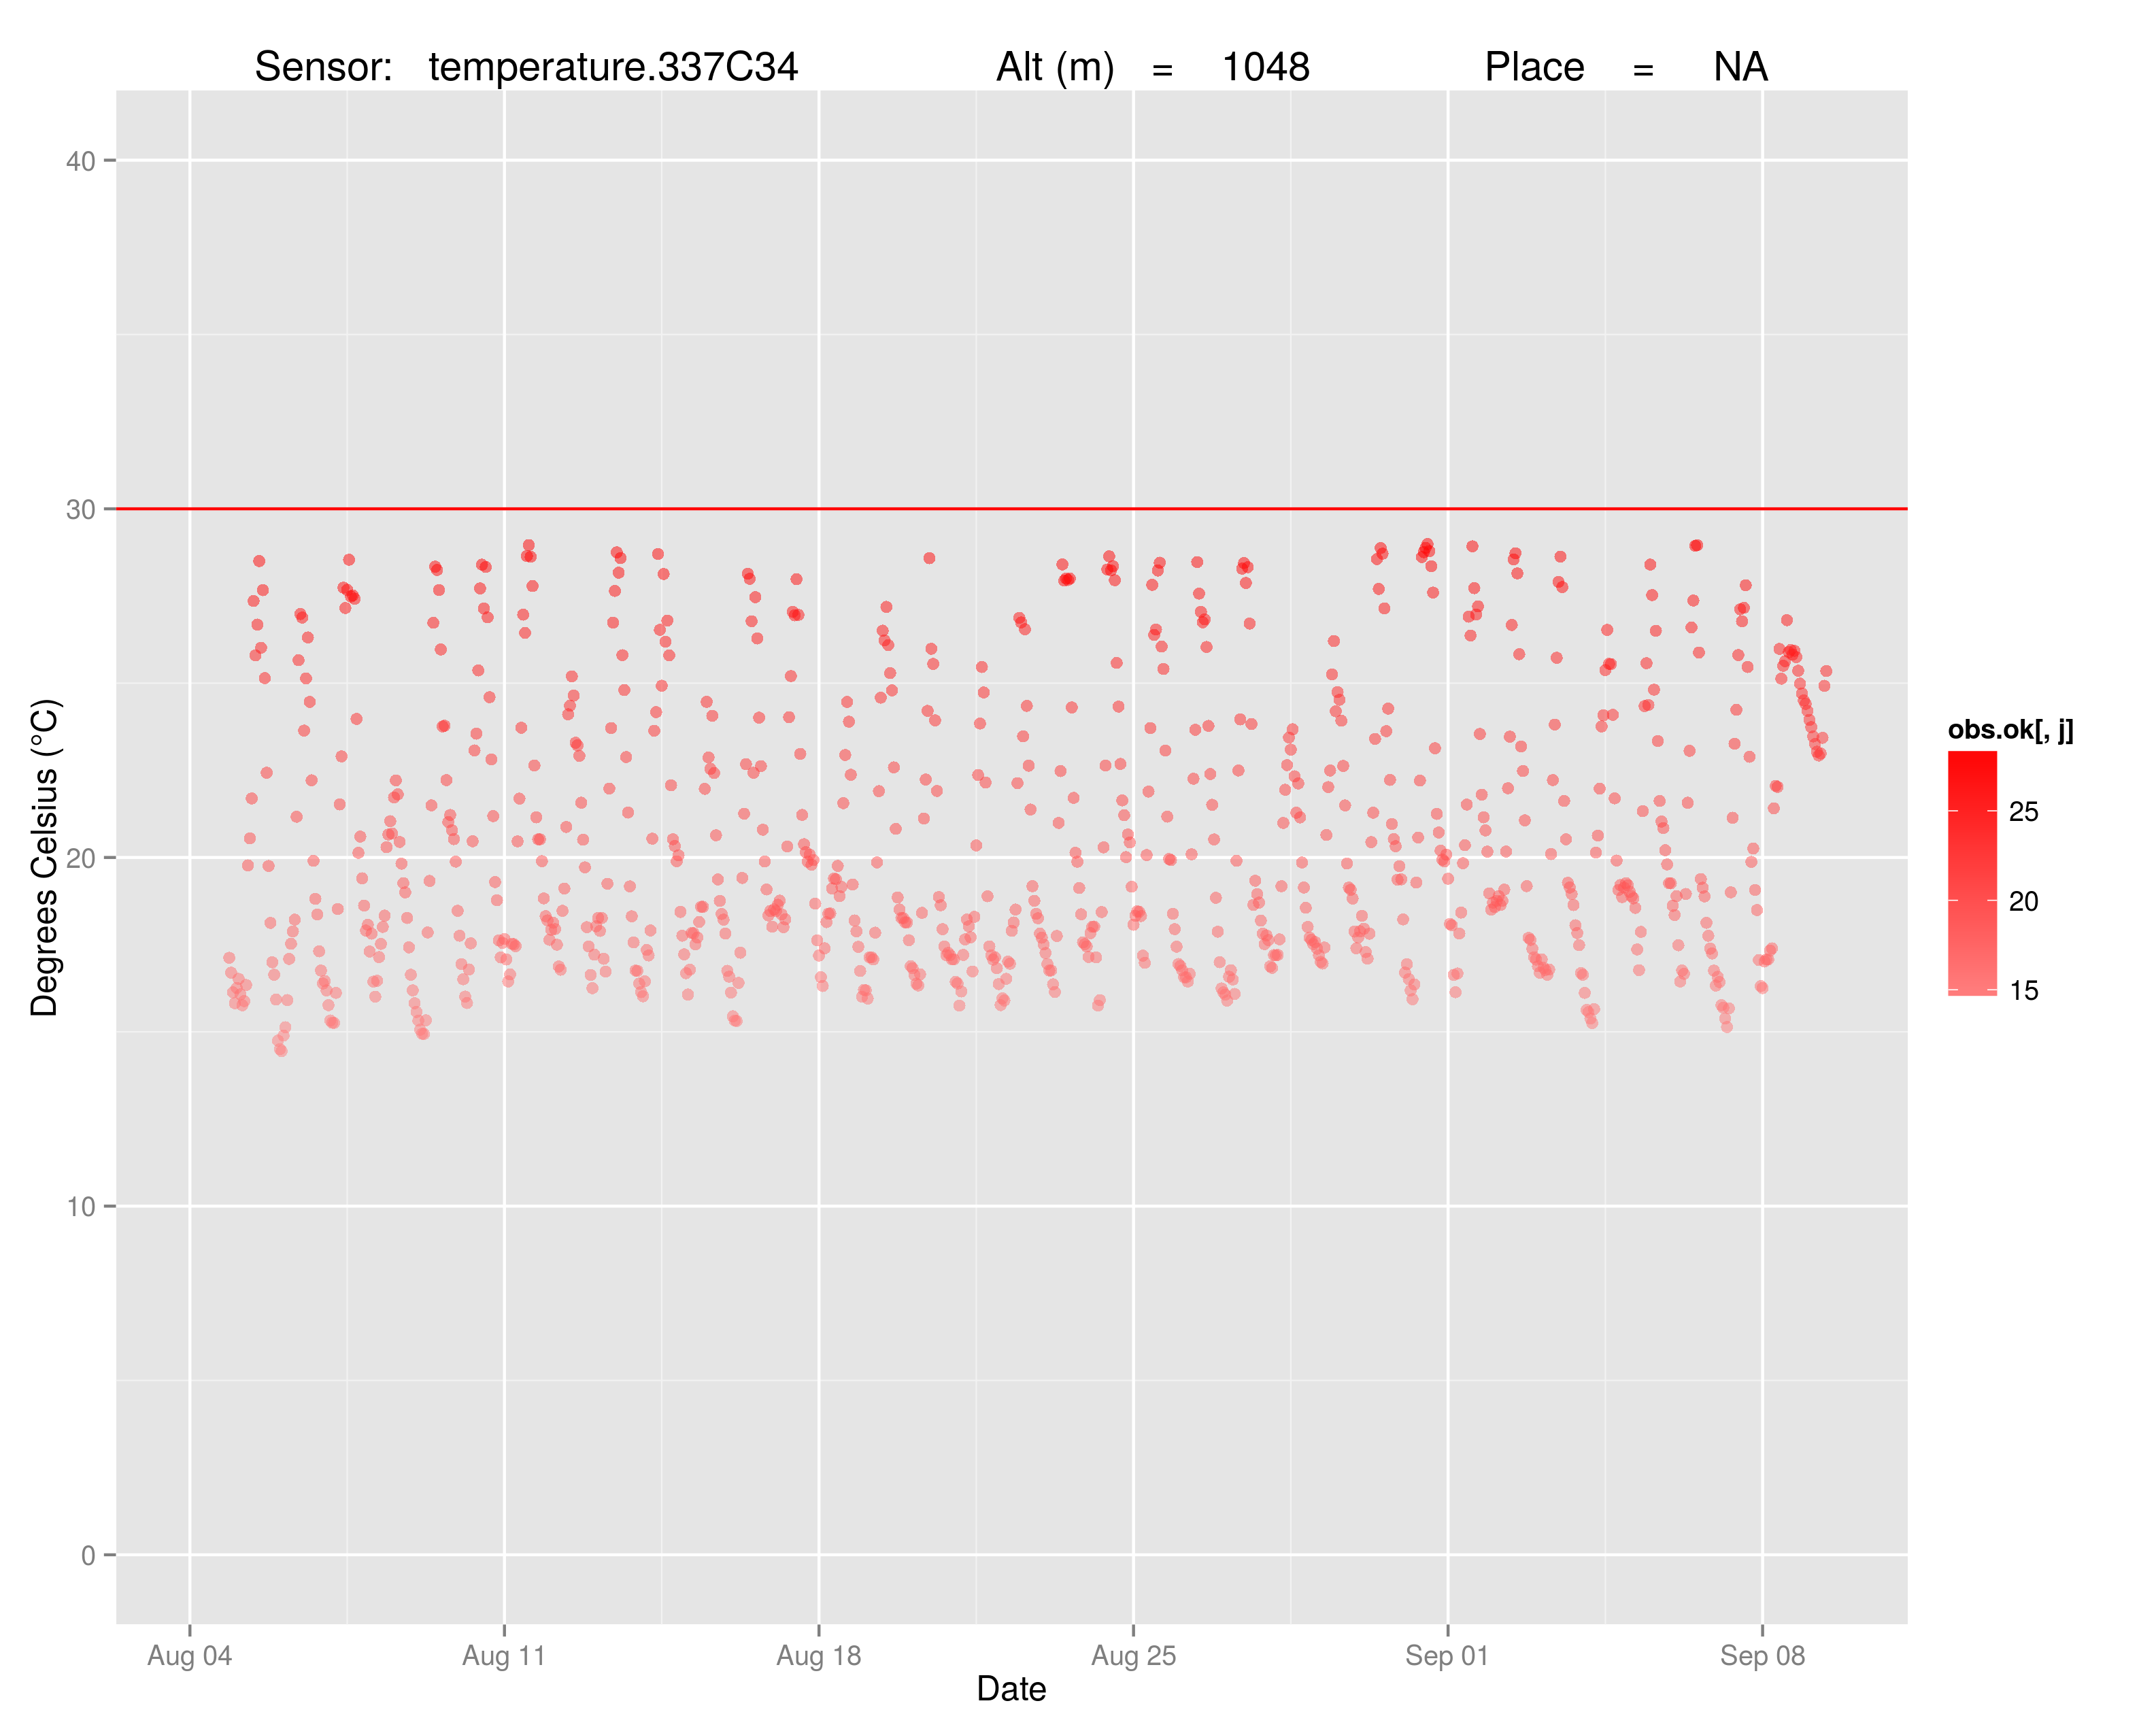 Sensor: temperature.337C34 Alt (m) = 1048 Place = NA
40
30
20
10
0
Degrees Celsius (°C)
Aug 04 Aug 11 Aug 18 Aug 25 Sep 01 Sep 08
Date
obs.ok[, j]
25
20
15